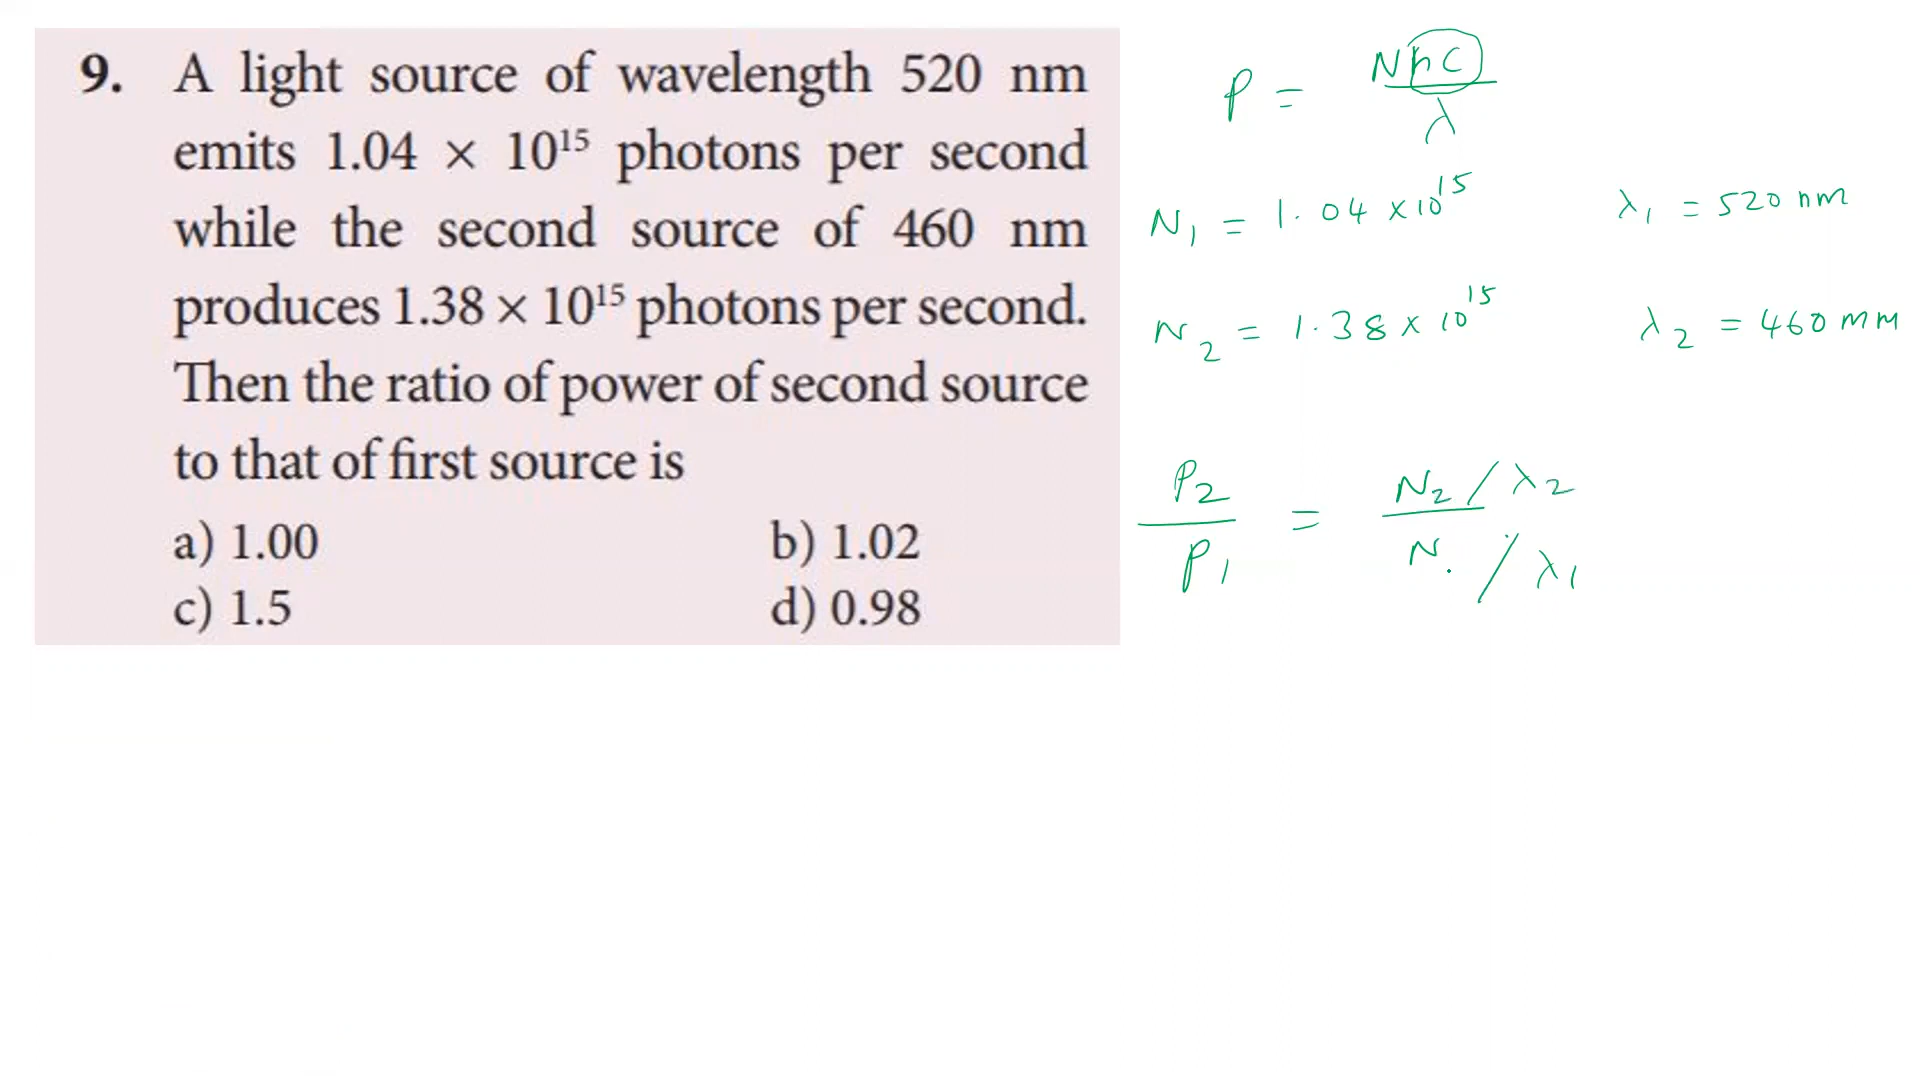 9. A light source of wavelength 520 nm
emits 1.04 × 10¹⁵ photons per second
while the second source of 460 nm
produces 1.38 × 10¹⁵ photons per second.
Then the ratio of power of second source
to that of first source is
a) 1.00 b) 1.02
c) 1.5 d) 0.98
P = Nhc / λ
N₁ = 1.04 × 10¹⁵ λ₁ = 520 nm
N₂ = 1.38 × 10¹⁵ λ₂ = 460 nm
P₂ / P₁ = N₂ / λ₂
N. / λ₁